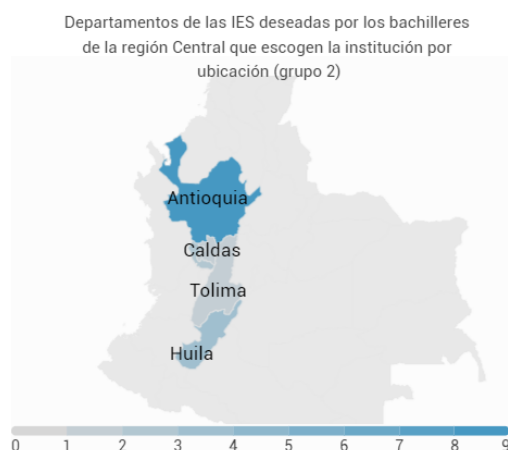 Departamentos de las IES deseadas por los bachilleres
de la región Central que escogen la institución por
ubicación (grupo 2)
Antioquia
Caldas
Tolima
Huila
0 1 2 3 4 5 6 7 8 9